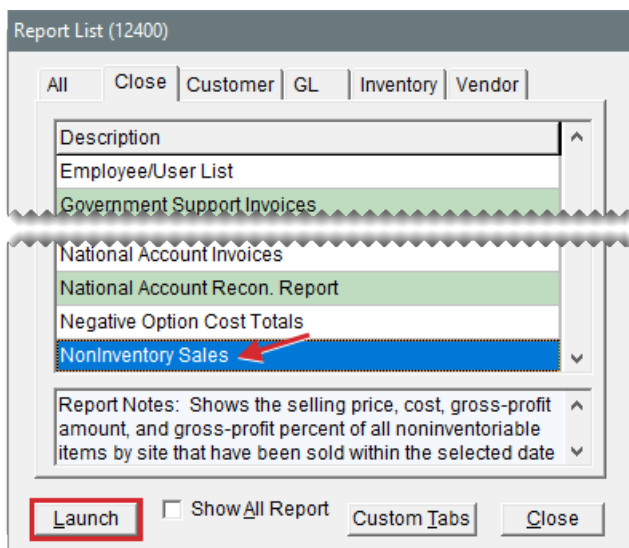 Report List (12400)
All Close Customer GL Inventory Vendor
Description
Employee/User List
Government Support Invoices
National Account Invoices
National Account Recon. Report
Negative Option Cost Totals
NonInventory Sales
Report Notes: Shows the selling price, cost, gross-profit
amount, and gross-profit percent of all noninventoriable
items by site that have been sold within the selected date
Launch Show All Report Custom Tabs Close